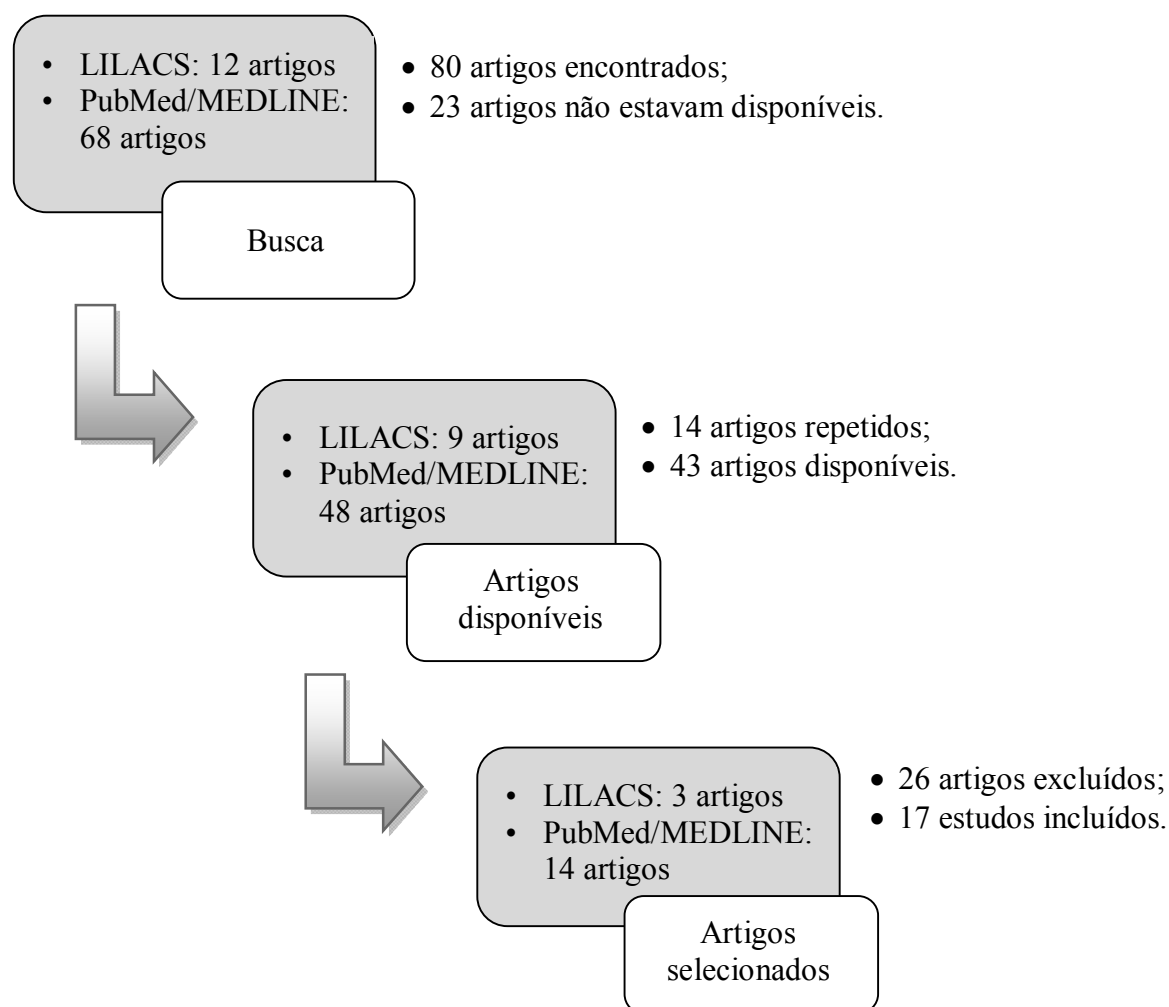 • LILACS: 12 artigos
• PubMed/MEDLINE:
68 artigos
• 80 artigos encontrados;
• 23 artigos não estavam disponíveis.
Busca
• LILACS: 9 artigos
• PubMed/MEDLINE:
48 artigos
• 14 artigos repetidos;
• 43 artigos disponíveis.
Artigos
disponíveis
• LILACS: 3 artigos
• PubMed/MEDLINE:
14 artigos
• 26 artigos excluídos;
• 17 estudos incluídos.
Artigos
selecionados